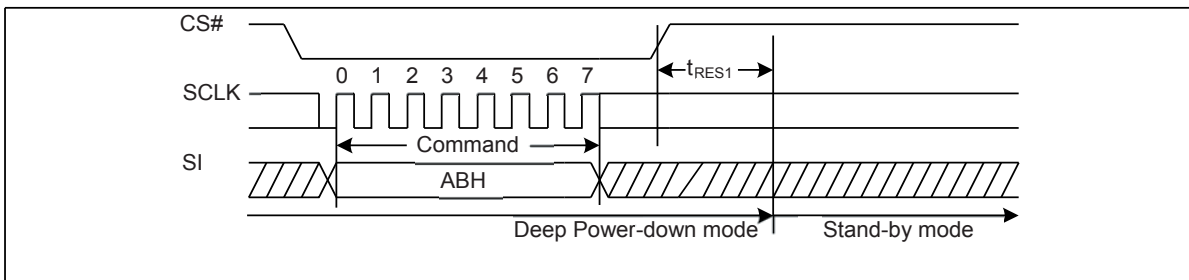 CS#
tRES1
0 1 2 3 4 5 6 7
SCLK
Command
SI
ABH
Deep Power-down mode Stand-by mode